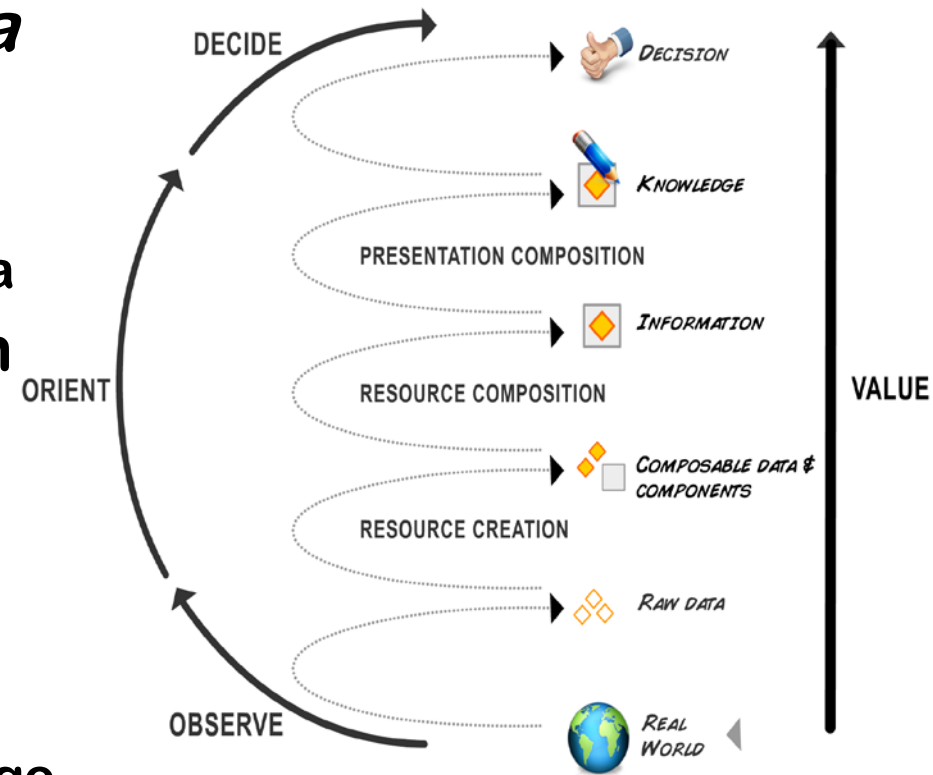 a
DECIDE
DECISION
KNOWLEDGE
a
PRESENTATION COMPOSITION
INFORMATION
n
ORIENT
RESOURCE COMPOSITION
VALUE
COMPOSABLE DATA &
COMPONENTS
RESOURCE CREATION
RAW DATA
OBSERVE
REAL
WORLD